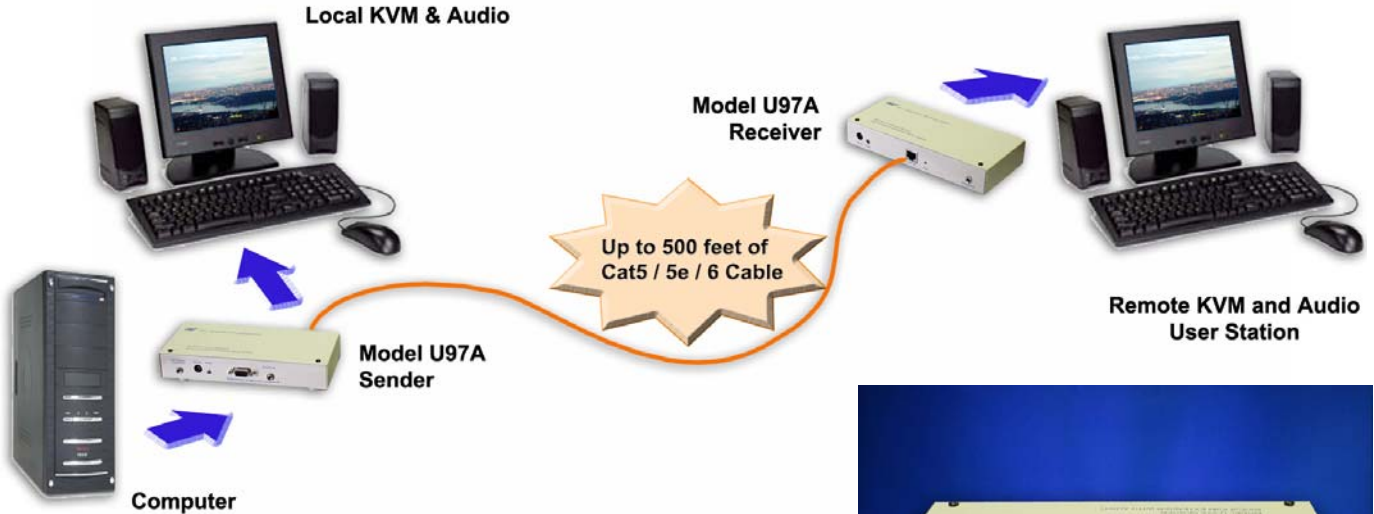 Local KVM & Audio
Model U97A
Receiver
Up to 500 feet of
Cat5 / 5e / 6 Cable
Remote KVM and Audio
User Station
Model U97A
Sender
Computer